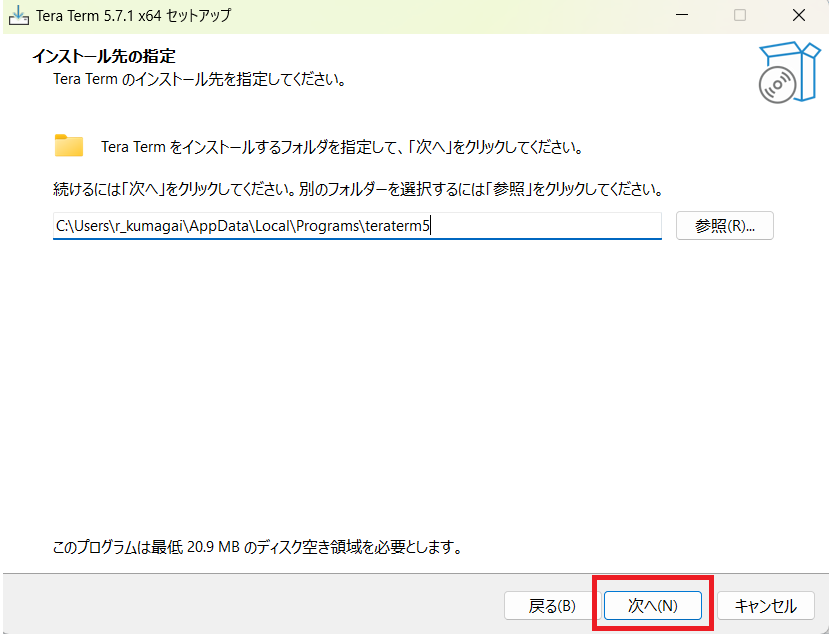 Tera Term 5.7.1 x64 セットアップ
インストール先の指定
Tera Term のインストール先を指定してください。
Tera Term をインストールするフォルダを指定して、「次へ」をクリックしてください。
続けるには「次へ」をクリックしてください。別のフォルダーを選択するには「参照」をクリックしてください。
C:\Users\r_kumagai\AppData\Local\Programs\teraterm5
参照(R)...
このプログラムは最低 20.9 MB のディスク空き領域を必要とします。
戻る(B)
次へ(N)
キャンセル